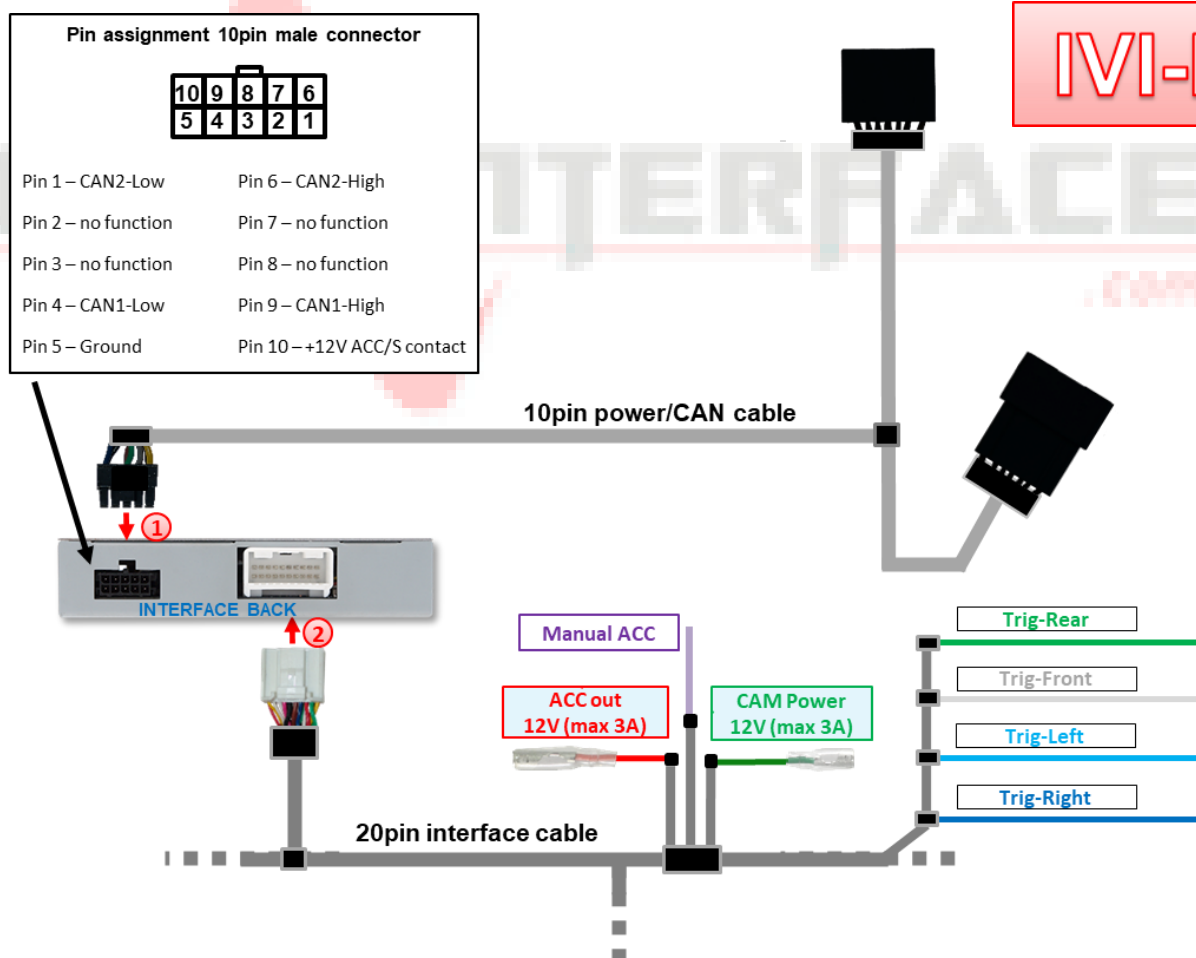 Pin assignment 10pin male connector
10 9 8 7 6
5 4 3 2 1
Pin 1 – CAN2-Low Pin 6 – CAN2-High
Pin 2 – no function Pin 7 – no function
Pin 3 – no function Pin 8 – no function
Pin 4 – CAN1-Low Pin 9 – CAN1-High
Pin 5 – Ground Pin 10 – +12V ACC/S contact
IVI-
INTERFACE
.com
10pin power/CAN cable
1
INTERFACE BACK
2
Manual ACC
ACC out
12V (max 3A)
CAM Power
12V (max 3A)
Trig-Rear
Trig-Front
Trig-Left
Trig-Right
20pin interface cable